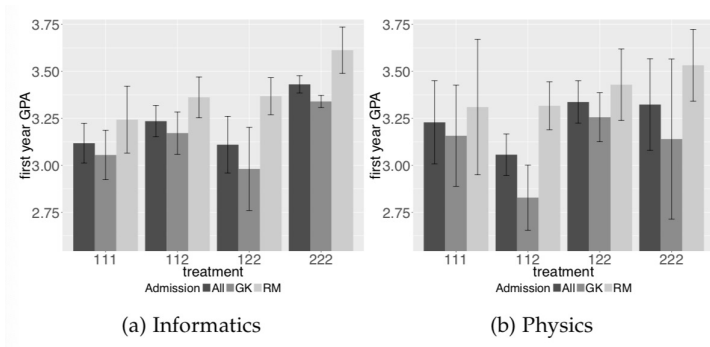 3.75
3.50
3.25
3.00
2.75
first year GPA
111 112 122 222
treatment
Admission All GK RM
(a) Informatics
3.75
3.50
3.25
3.00
2.75
first year GPA
111 112 122 222
treatment
Admission All GK RM
(b) Physics